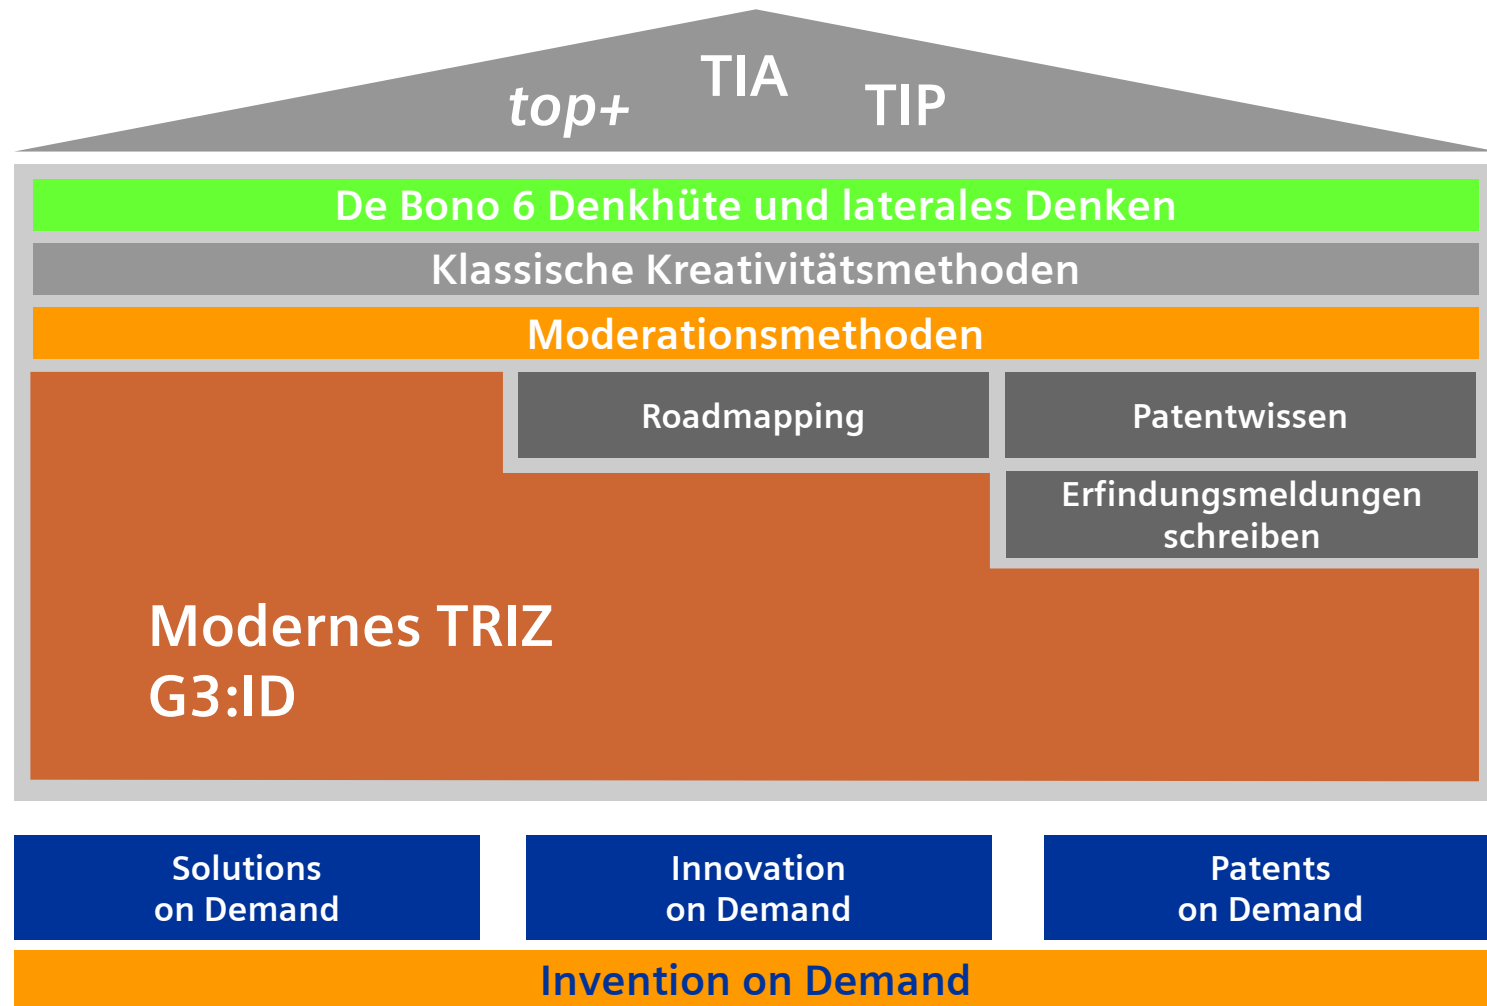 TIA
top+
TIP
De Bono 6 Denkhüte und laterales Denken
Klassische Kreativitätsmethoden
Moderationsmethoden
Roadmapping
Patentwissen
Erfindungsmeldungen
schreiben
Modernes TRIZ
G3:ID
Solutions
on Demand
Innovation
on Demand
Patents
on Demand
Invention on Demand